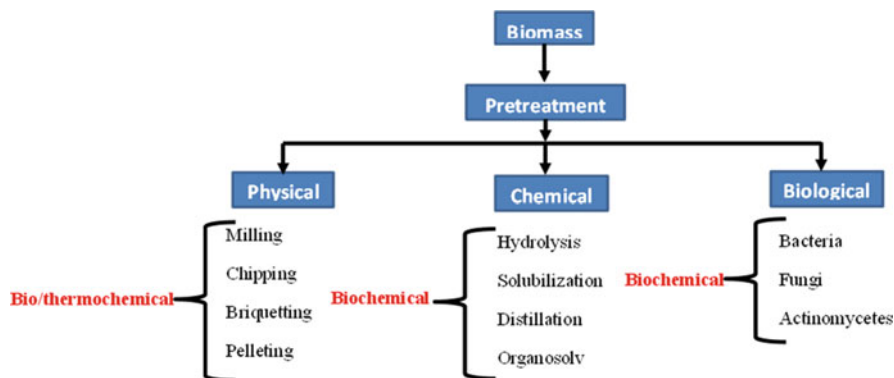 Biomass
Pretreatment
Physical
Chemical
Biological
Milling
Chipping
Briquetting
Pelleting
Bio/thermochemical
Hydrolysis
Solubilization
Distillation
Organosolv
Biochemical
Bacteria
Fungi
Actinomycetes
Biochemical